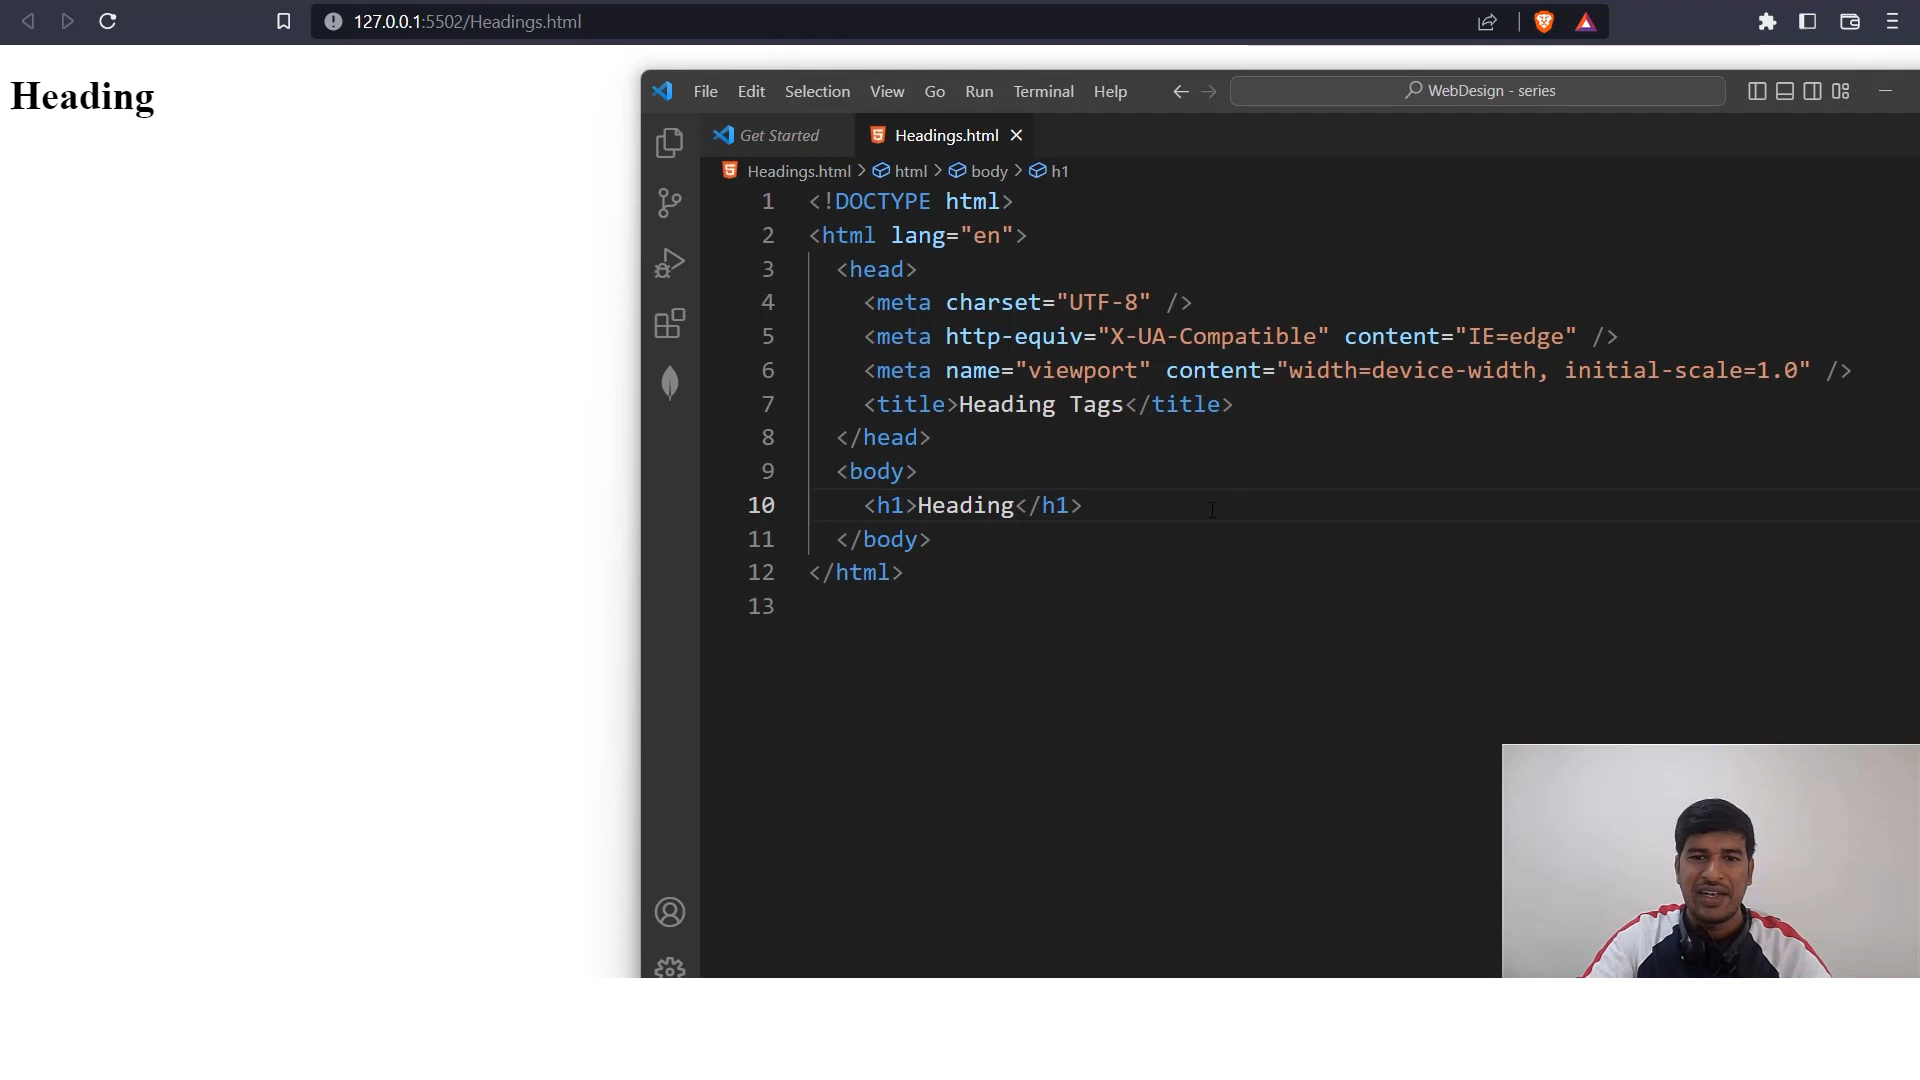 127.0.0.1:5502/Headings.html
Heading
File Edit Selection View Go Run Terminal Help
WebDesign - series
Get Started
Headings.html
Headings.html > html > body > h1
1 <!DOCTYPE html>
2 <html lang="en">
3 <head>
4 <meta charset="UTF-8" />
5 <meta http-equiv="X-UA-Compatible" content="IE=edge" />
6 <meta name="viewport" content="width=device-width, initial-scale=1.0" />
7 <title>Heading Tags</title>
8 </head>
9 <body>
10 <h1>Heading</h1>
11 </body>
12 </html>
13